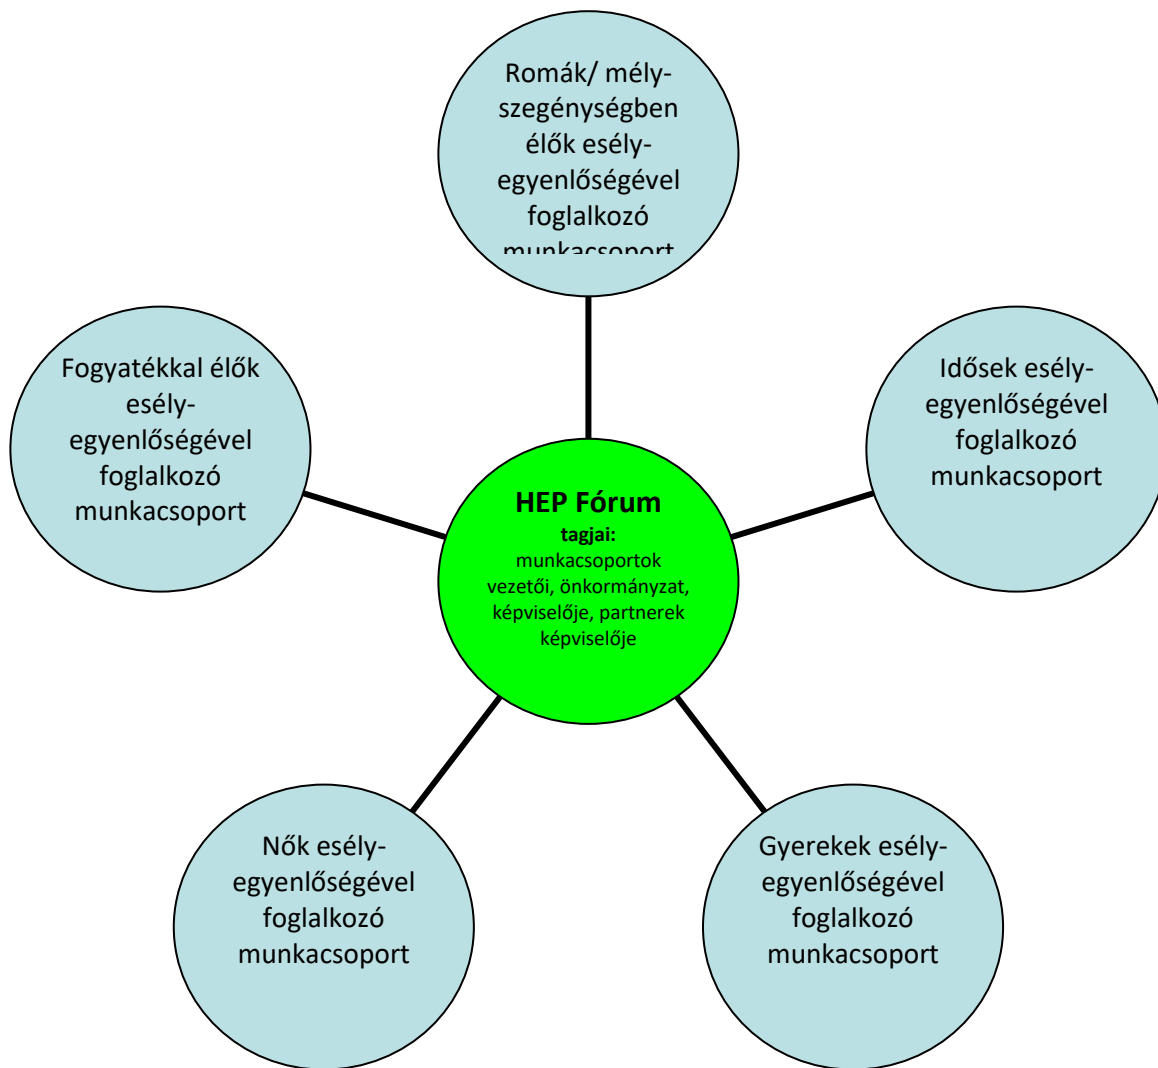 Romák/ mély-
szegénységben
élők esély-
egyenlőségével
foglalkozó
munkacsoport
Fogyatékkal élők
esély-
egyenlőségével
foglalkozó
munkacsoport
Idősek esély-
egyenlőségével
foglalkozó
munkacsoport
HEP Fórum
tagjai:
munkacsoportok
vezetői, önkormányzat,
képviselője, partnerek
képviselője
Nők esély-
egyenlőségével
foglalkozó
munkacsoport
Gyerekek esély-
egyenlőségével
foglalkozó
munkacsoport